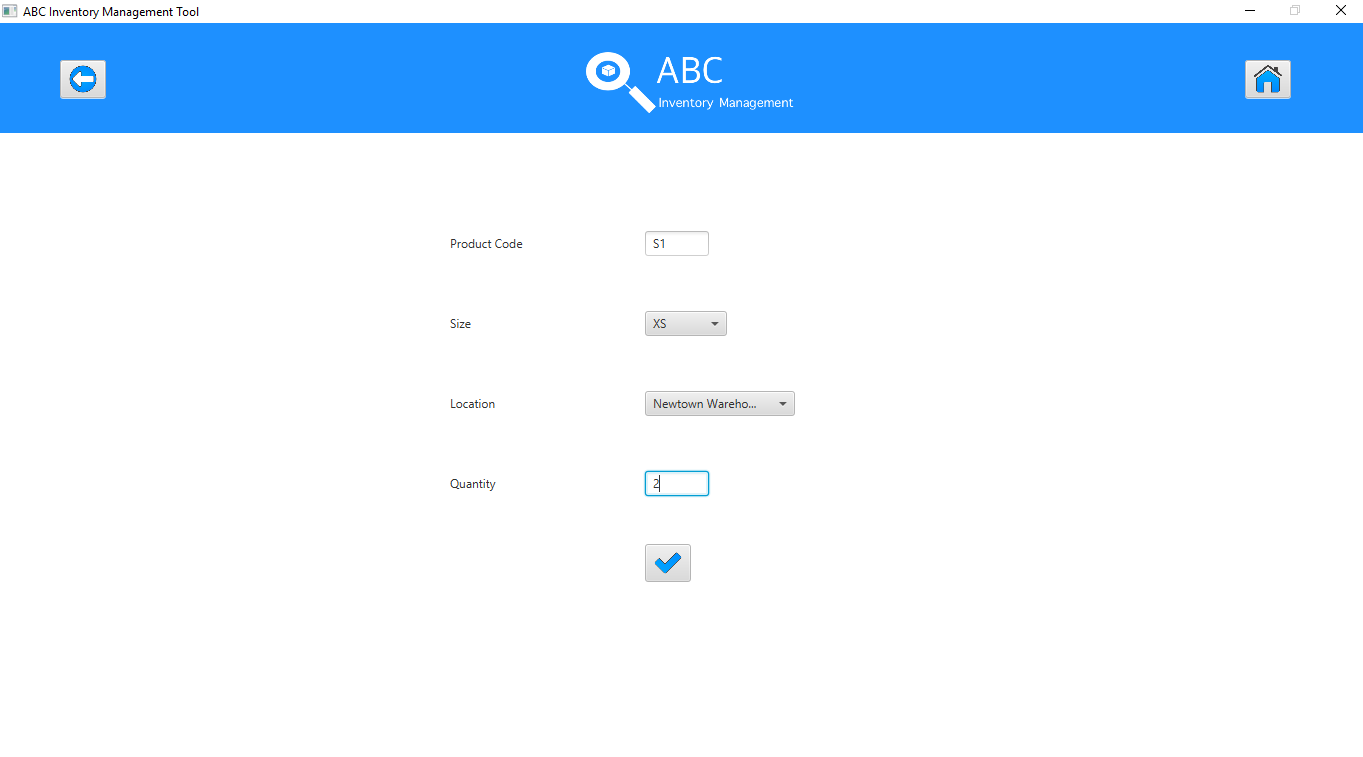 ABC Inventory Management Tool
ABC
Inventory Management
Product Code S1
Size XS
Location Newtown Wareho...
Quantity 2